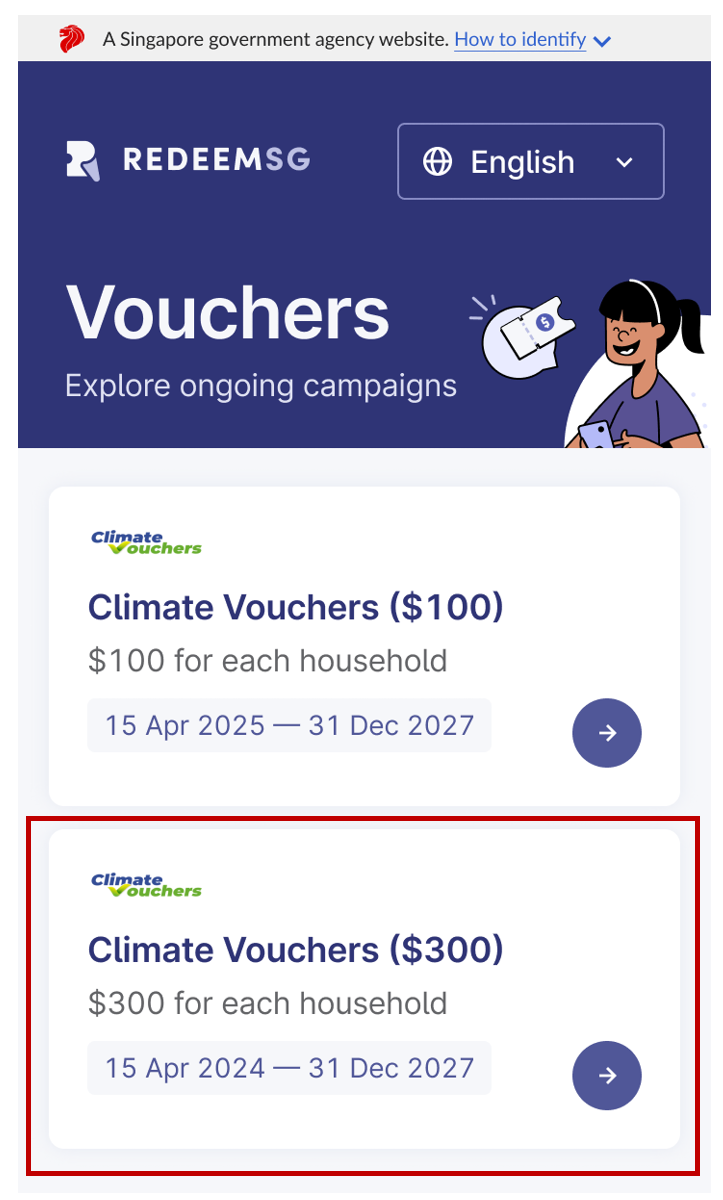 A Singapore government agency website. How to identify
REDEEMSG
English
Vouchers
$
Explore ongoing campaigns
Climate
Vouchers
Climate Vouchers ($100)
$100 for each household
15 Apr 2025 — 31 Dec 2027
Climate
Vouchers
Climate Vouchers ($300)
$300 for each household
15 Apr 2024 — 31 Dec 2027